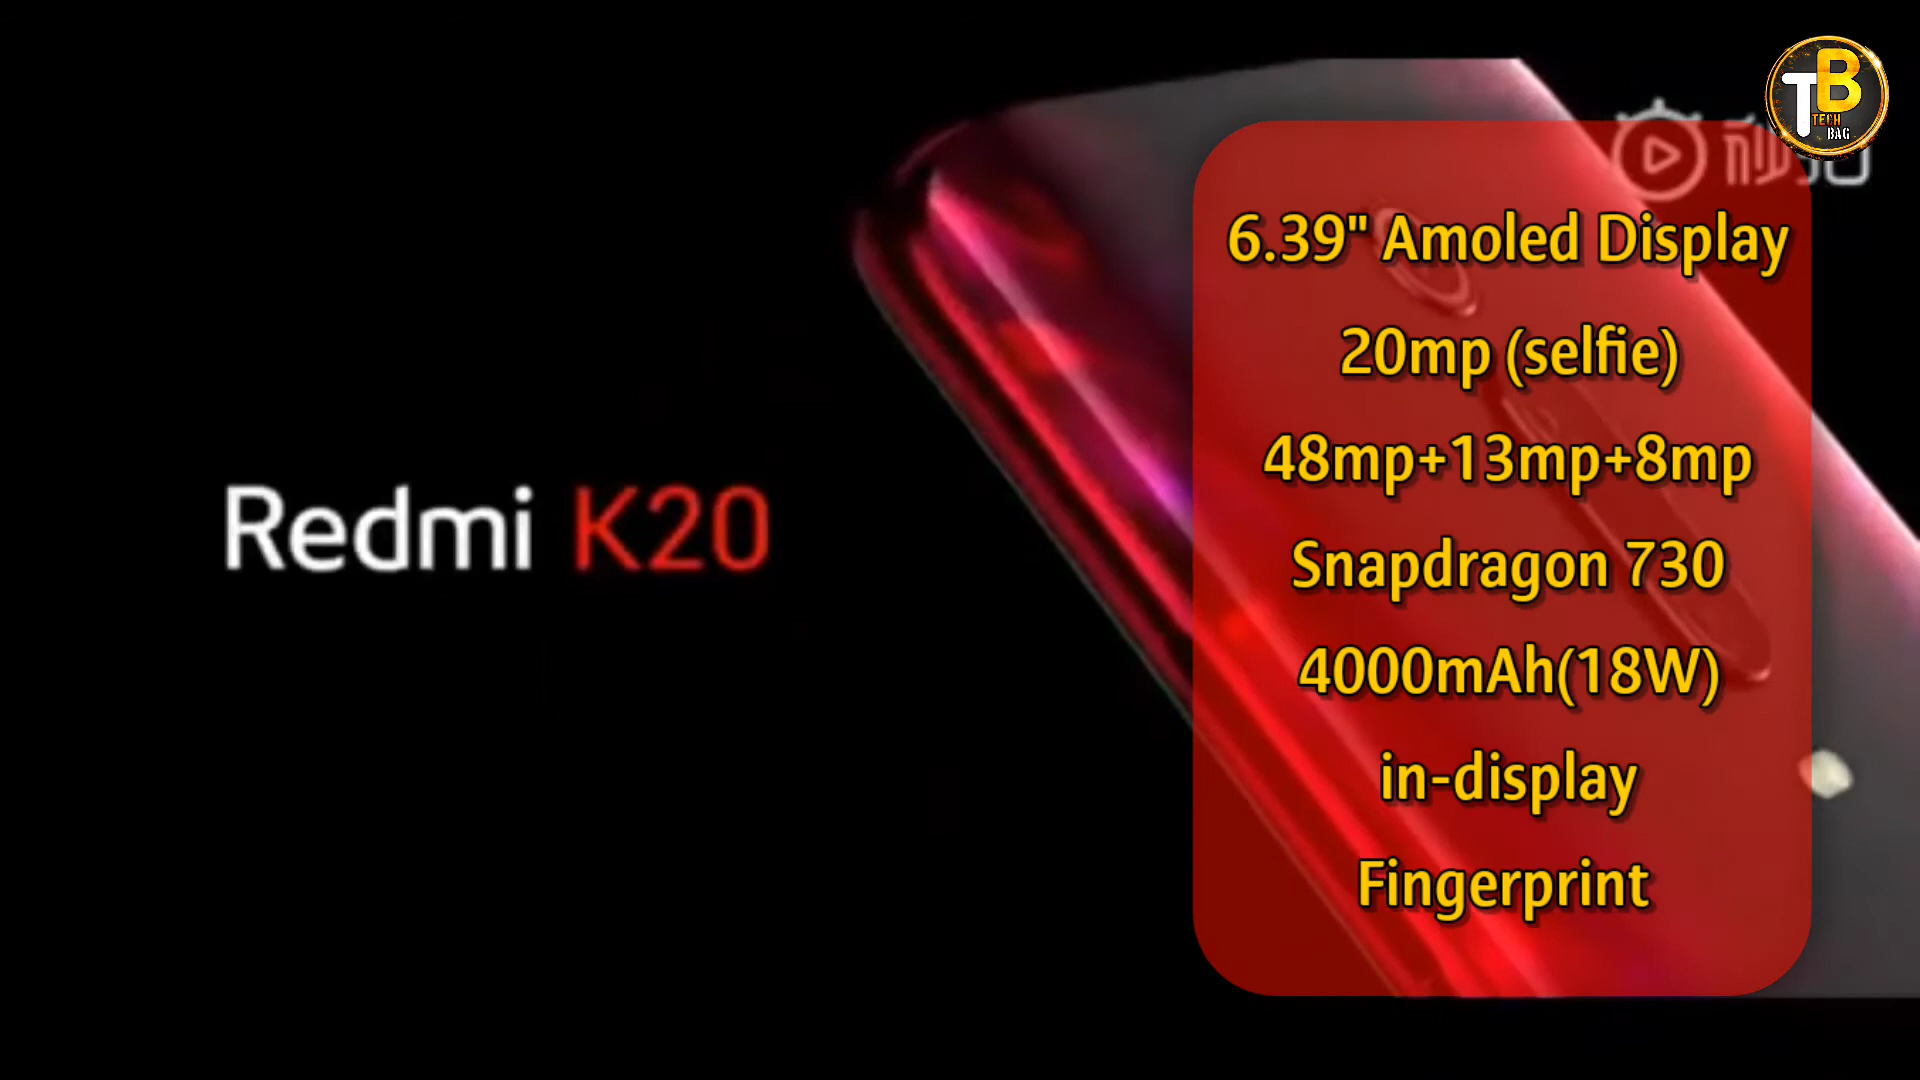 Redmi K20
6.39" Amoled Display
20mp (selfie)
48mp+13mp+8mp
Snapdragon 730
4000mAh(18W)
in-display
Fingerprint
TB
TECH
BAG